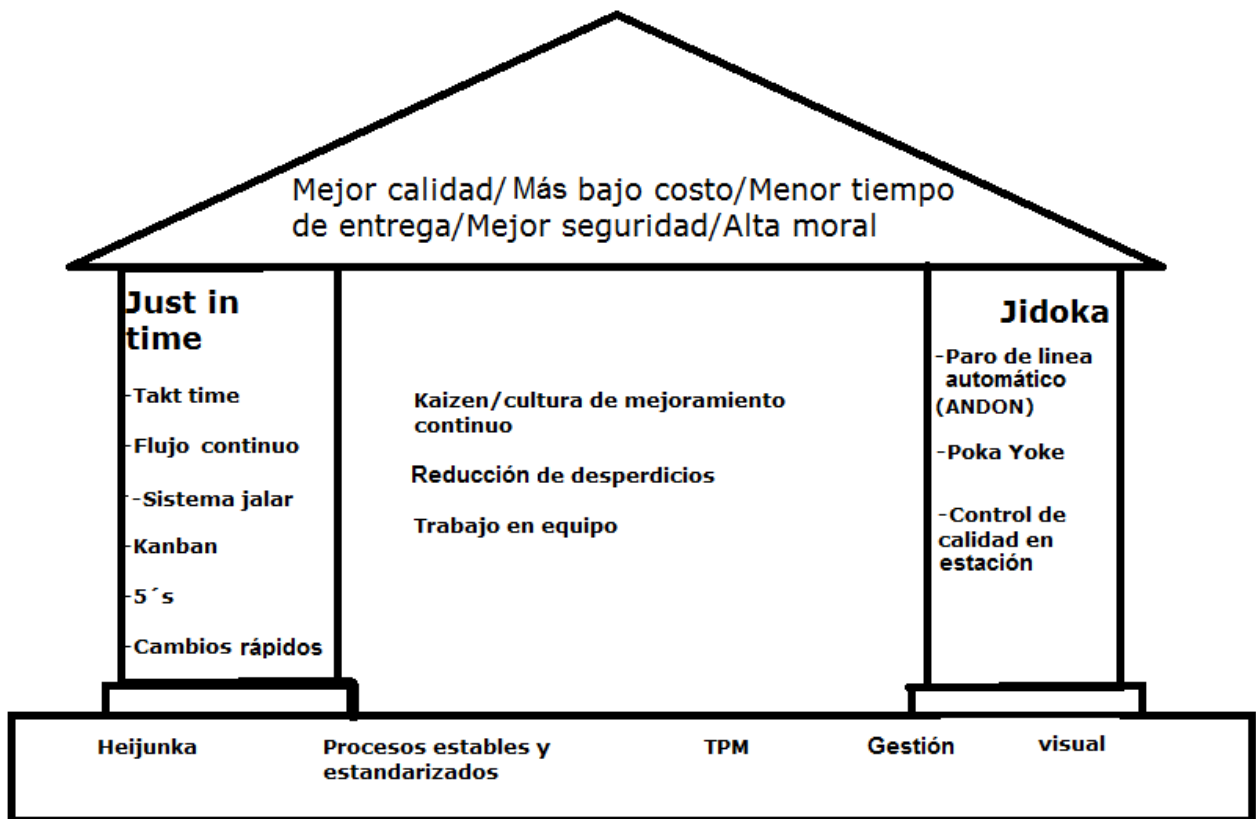 Mejor calidad/ Más bajo costo/Menor tiempo
de entrega/Mejor seguridad/Alta moral
Just in
time
-Takt time
-Flujo continuo
-Sistema jalar
-Kanban
-5´s
-Cambios rápidos
Kaizen/cultura de mejoramiento
continuo
Reducción de desperdicios
Trabajo en equipo
Jidoka
-Paro de linea
automático
(ANDON)
-Poka Yoke
-Control de
calidad en
estación
Heijunka
Procesos estables y
estandarizados
TPM
Gestión visual